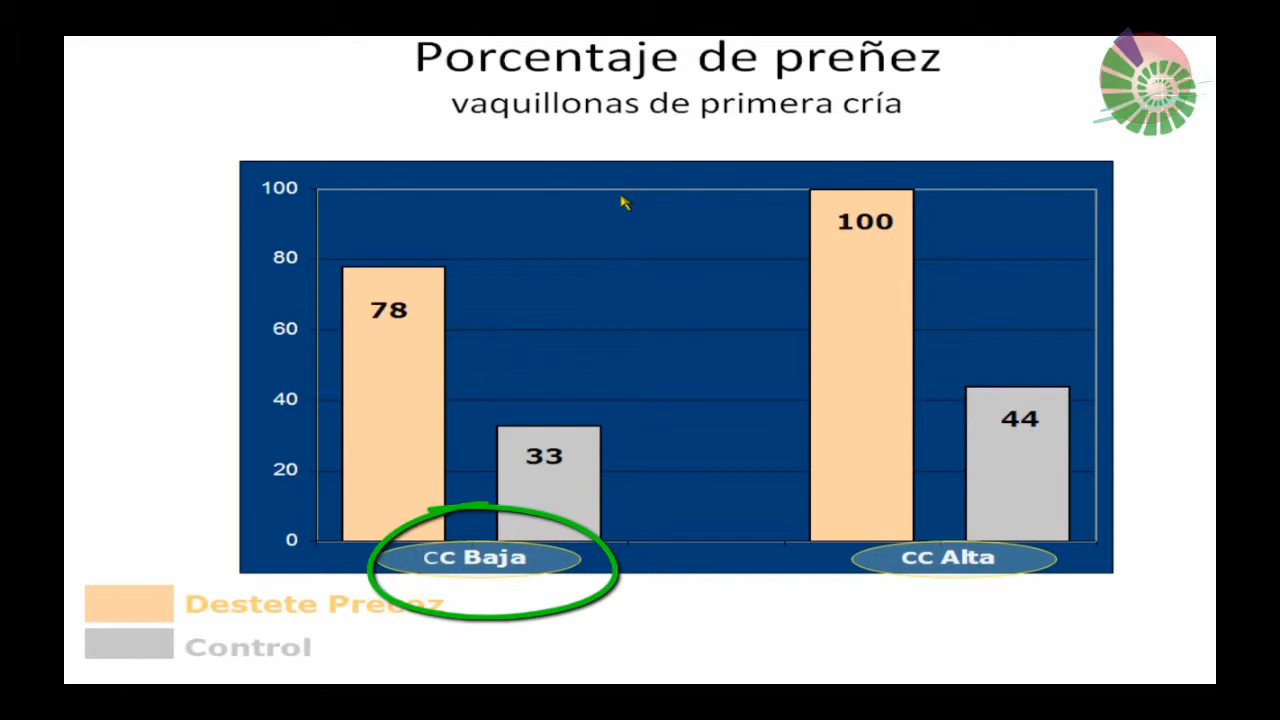 Porcentaje de preñez
vaquillonas de primera cría
100
80
60
40
20
0
78
33
100
44
CC Baja
CC Alta
Destete Precoz
Control